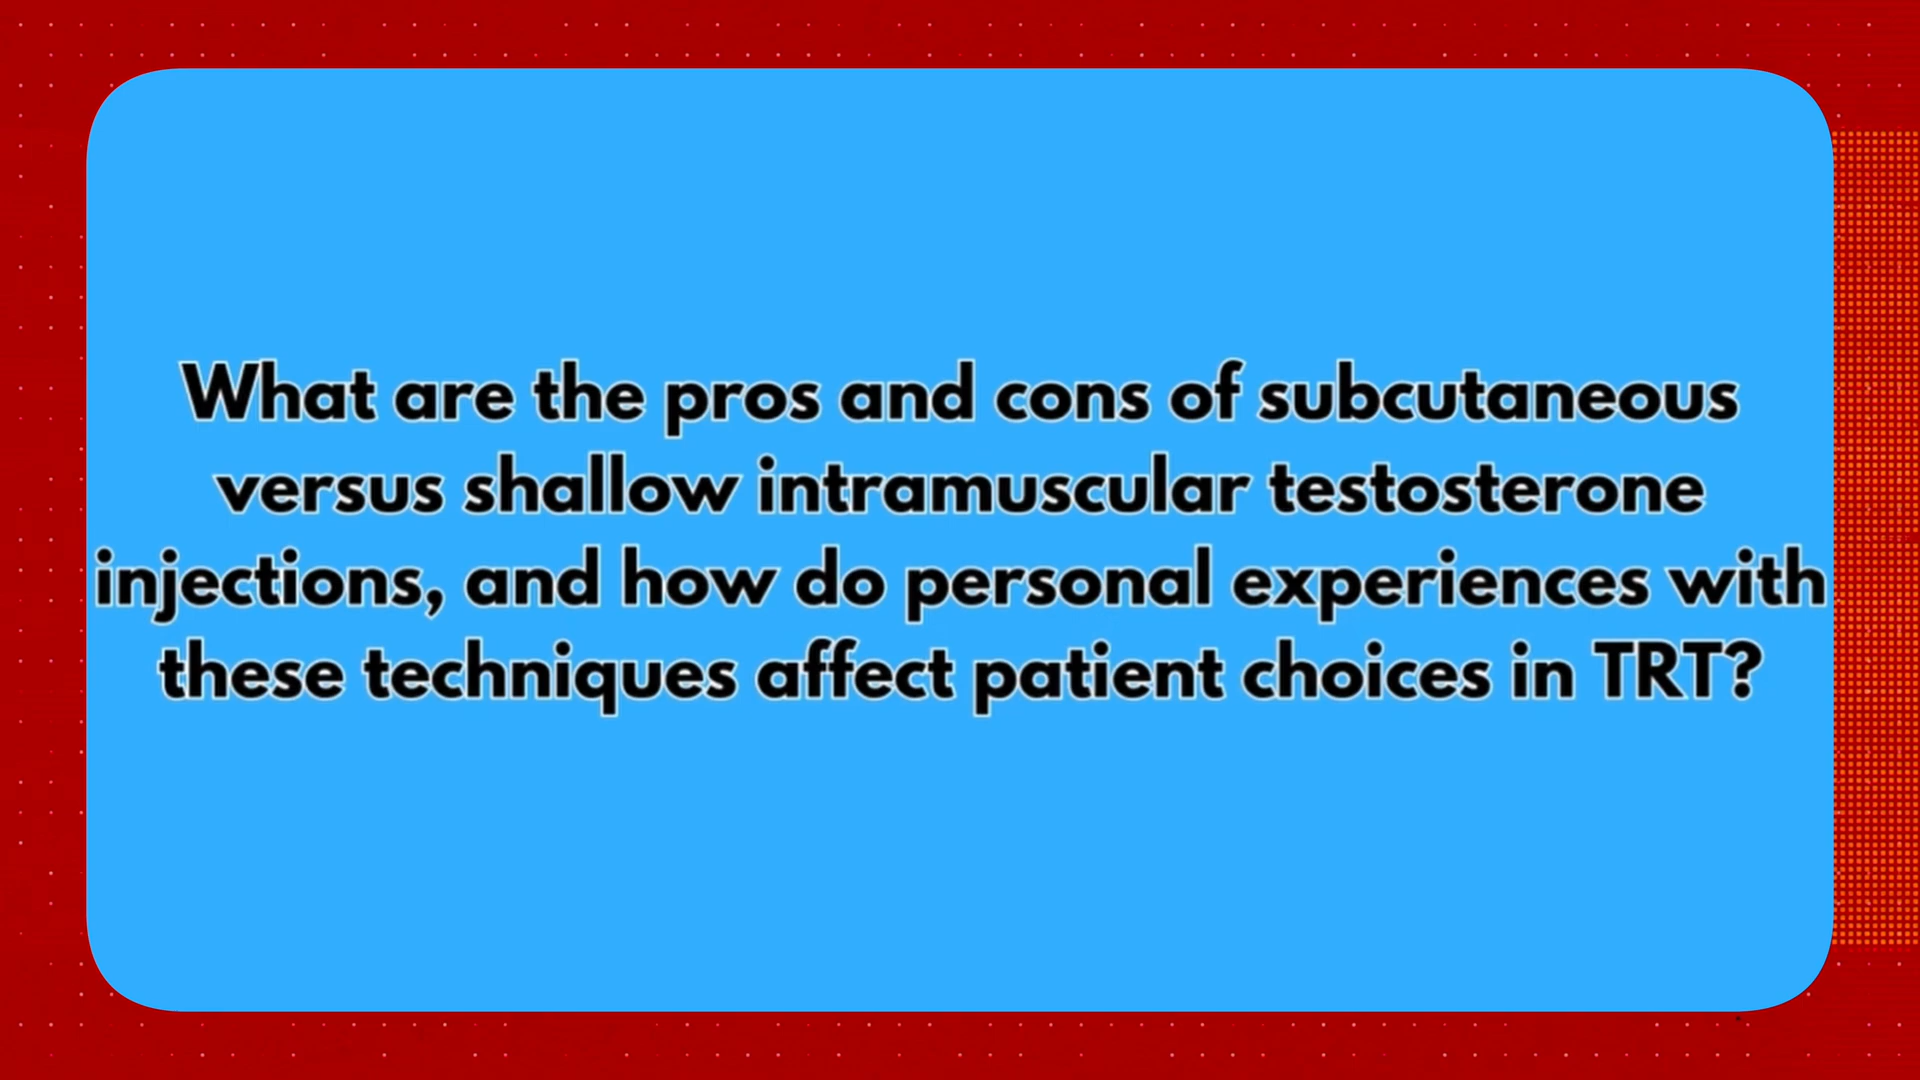 What are the pros and cons of subcutaneous
versus shallow intramuscular testosterone
injections, and how do personal experiences with
these techniques affect patient choices in TRT?